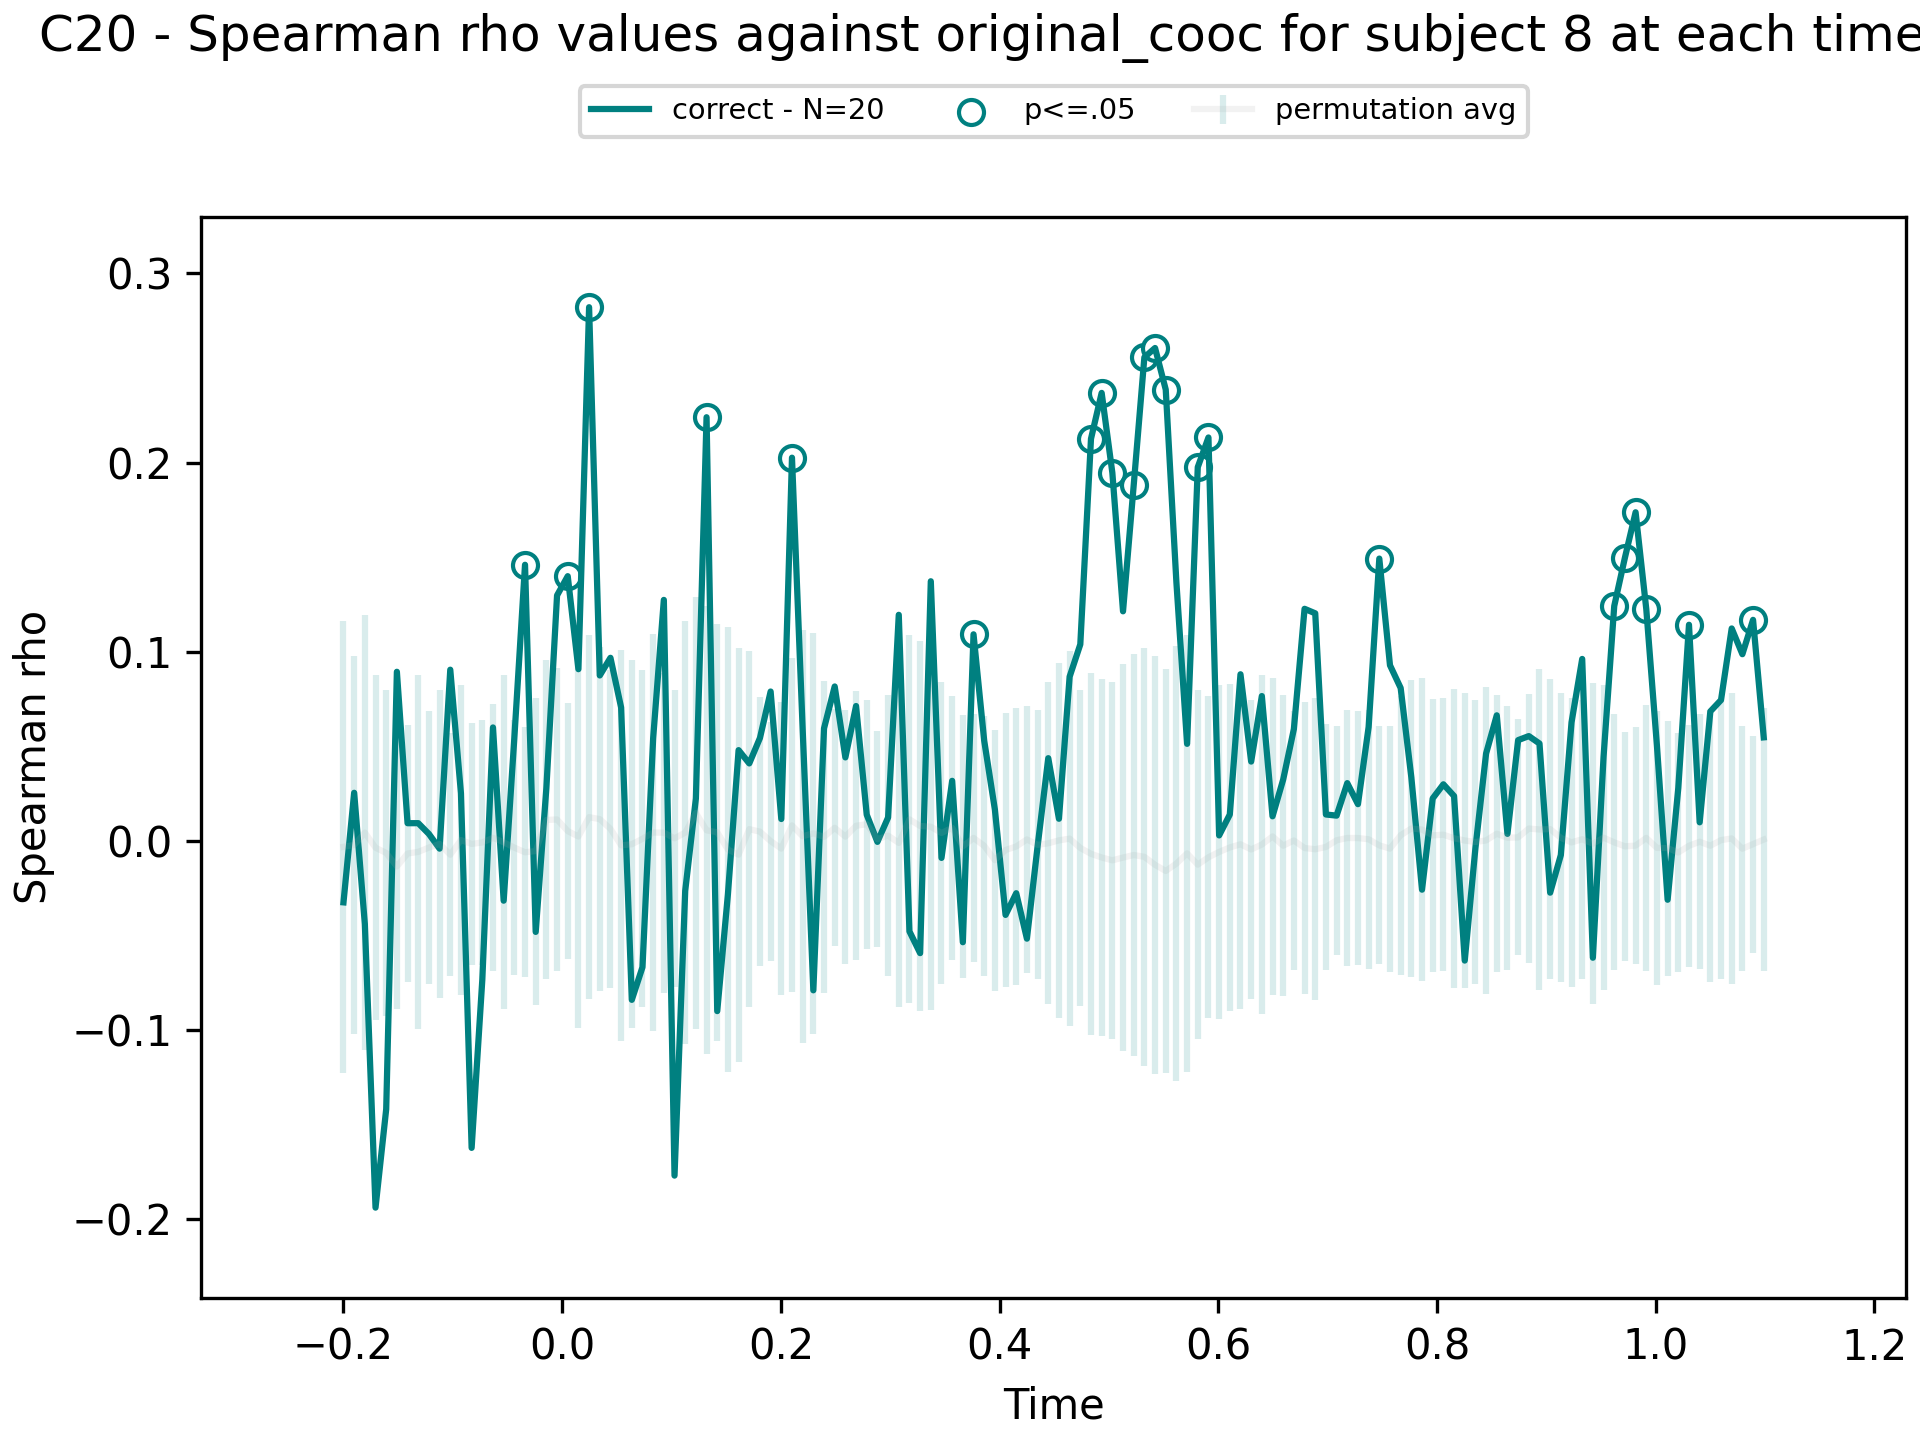 C20 - Spearman rho values against original_cooc for subject 8 at each time
correct - N=20 p<=.05 permutation avg
0.3
0.2
0.1
0.0
−0.1
−0.2
Spearman rho
−0.2 0.0 0.2 0.4 0.6 0.8 1.0 1.2
Time